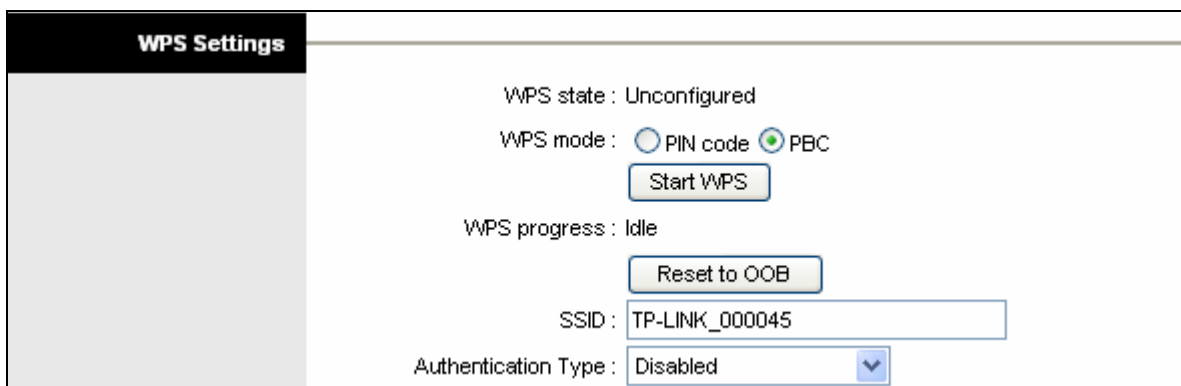 WPS Settings
WPS state : Unconfigured
WPS mode : PIN code PBC
Start WPS
WPS progress : Idle
Reset to OOB
SSID : TP-LINK_000045
Authentication Type : Disabled